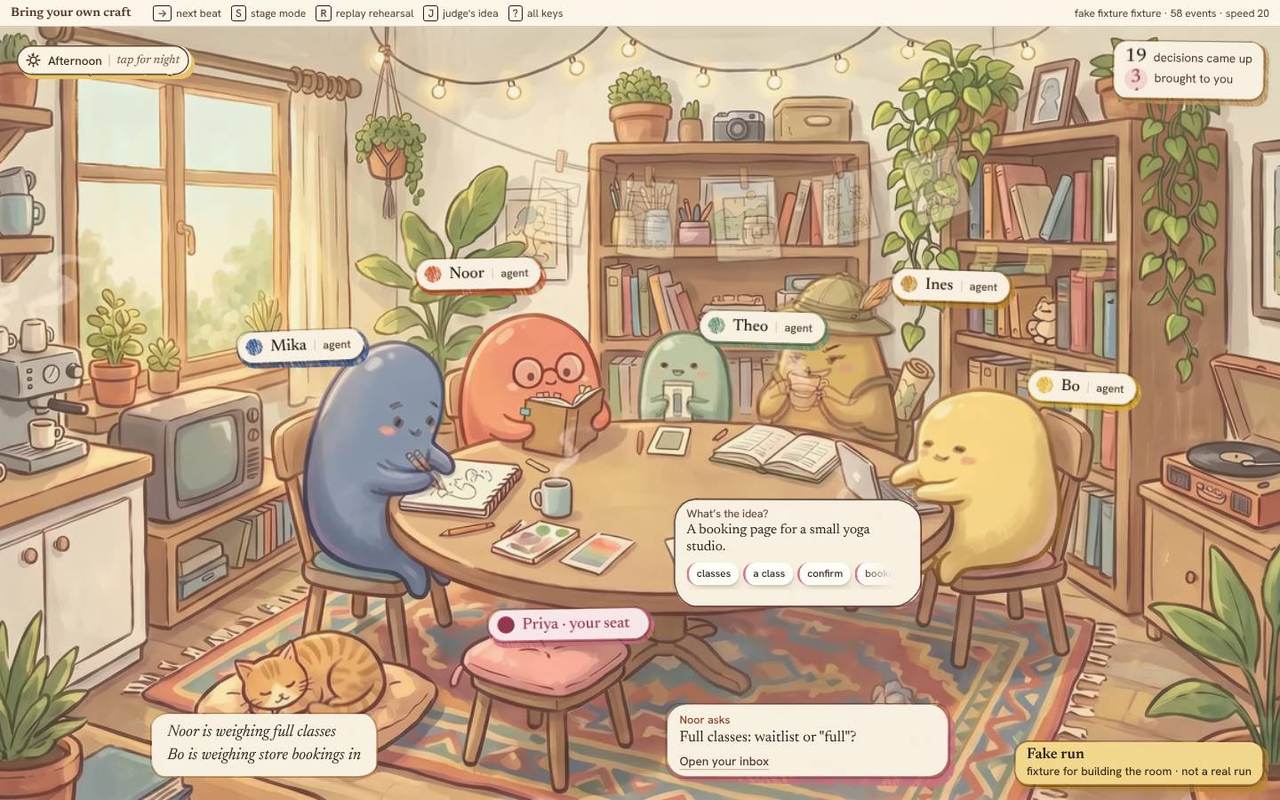 Bring your own craft
→ next beat
S stage mode
R replay rehearsal
J judge's idea
? all keys
fake fixture fixture · 58 events · speed 20
Afternoon
tap for night
19 decisions came up
3 brought to you
Noor agent
Ines agent
Theo agent
Mika agent
Bo agent
What's the idea?
A booking page for a small yoga
studio.
classes
a class
confirm
book
Priya · your seat
Noor is weighing full classes
Bo is weighing store bookings in
Noor asks
Full classes: waitlist or "full"?
Open your inbox
Fake run
fixture for building the room · not a real run